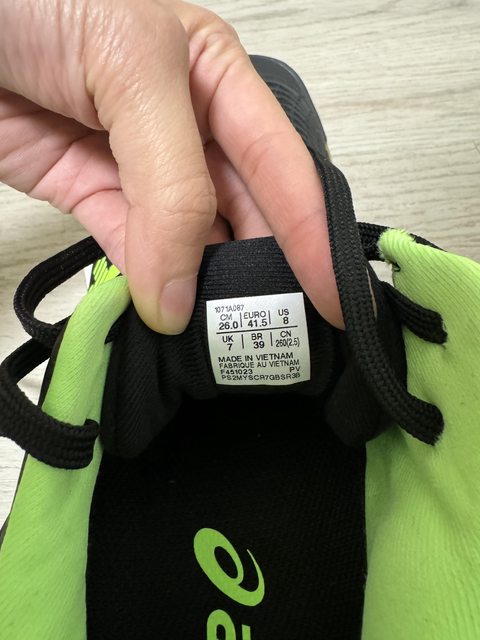 1071A087
CM 26.0 EURO 41.5 US 8
UK 7 BR 39 CN 260(2.5)
MADE IN VIETNAM
FABRIQUE AU VIETNAM
F451023 PV
PS2MYSCR7GBSR3B